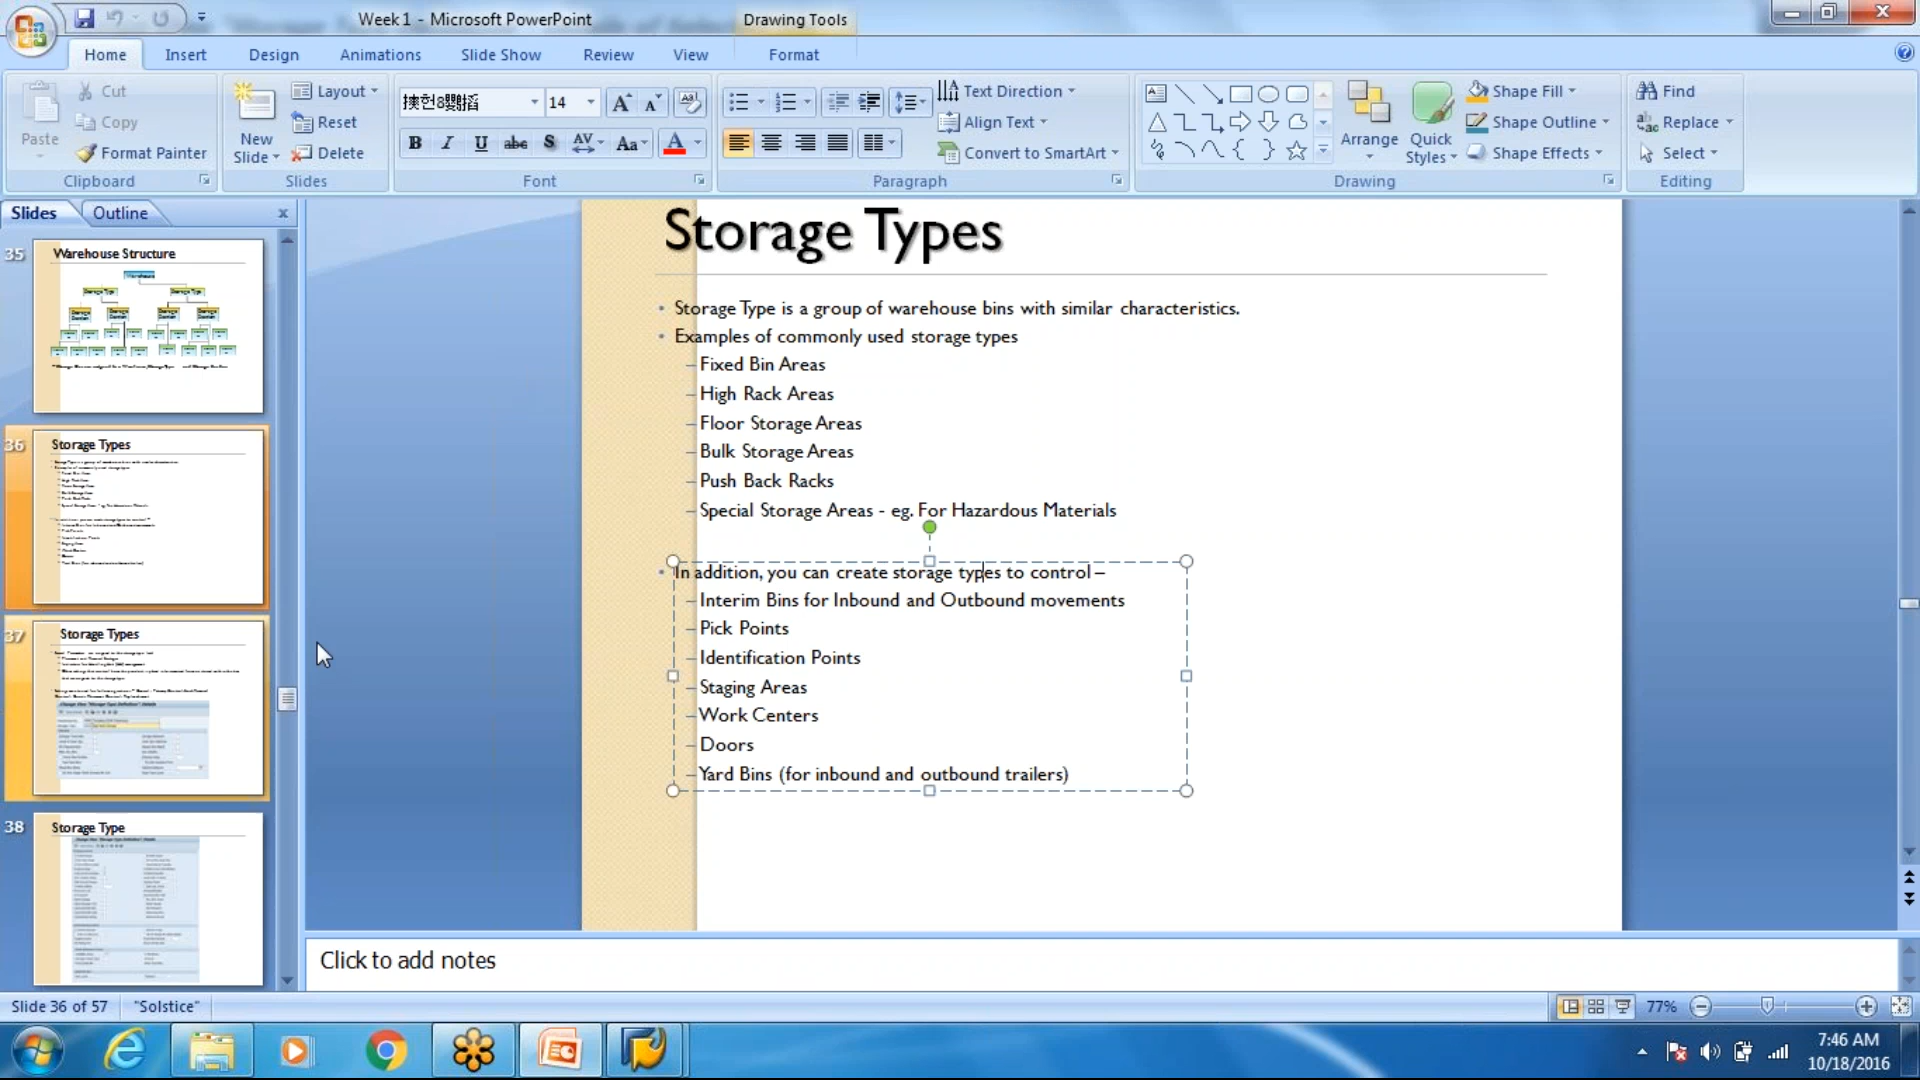 Week 1 - Microsoft PowerPoint
Drawing Tools
Home
Insert
Design
Animations
Slide Show
Review
View
Format
Paste
Cut
Copy
Format Painter
Clipboard
New
Slide
Layout
Reset
Delete
Slides
14
Font
Text Direction
Align Text
Convert to SmartArt
Paragraph
Arrange
Quick
Styles
Shape Fill
Shape Outline
Shape Effects
Drawing
Find
Replace
Select
Editing
Slides
Outline
35
Warehouse Structure
36
Storage Types
37
Storage Types
38
Storage Type
Storage Types
• Storage Type is a group of warehouse bins with similar characteristics.
• Examples of commonly used storage types
– Fixed Bin Areas
– High Rack Areas
– Floor Storage Areas
– Bulk Storage Areas
– Push Back Racks
– Special Storage Areas - eg. For Hazardous Materials
• In addition, you can create storage types to control –
– Interim Bins for Inbound and Outbound movements
– Pick Points
– Identification Points
– Staging Areas
– Work Centers
– Doors
– Yard Bins (for inbound and outbound trailers)
Click to add notes
Slide 36 of 57
"Solstice"
77%
7:46 AM
10/18/2016